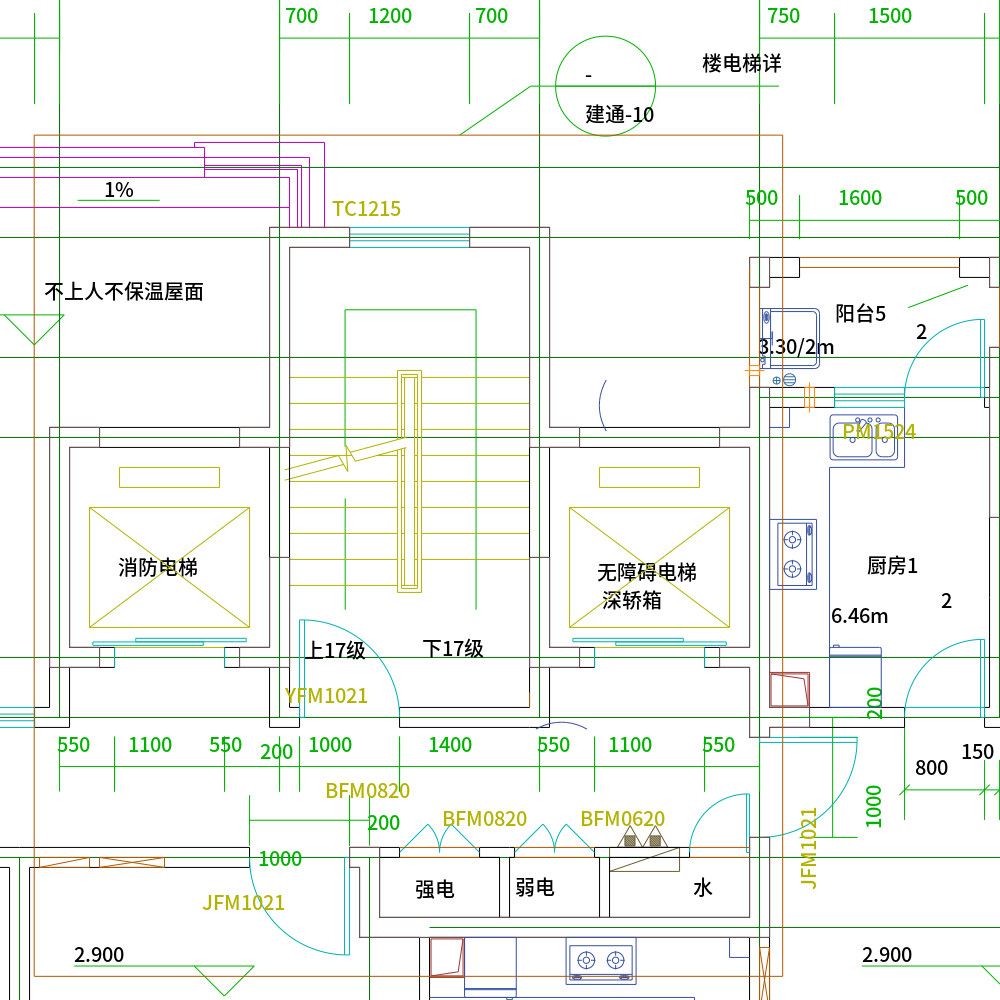 700 1200 700 750 1500
-
楼电梯详
建通-10
1%
TC1215
500 1600 500
不上人不保温屋面
阳台5
2
3.30/2m
PM1524
消防电梯
无障碍电梯
深轿箱
厨房1
2
6.46m
上17级 下17级
YFM1021
200
550 1100 550 200 1000 1400 550 1100 550
150
800
BFM0820
BFM0820 BFM0620
200
1000
JFM1021
1000
强电 弱电 水
JFM1021
2.900 2.900